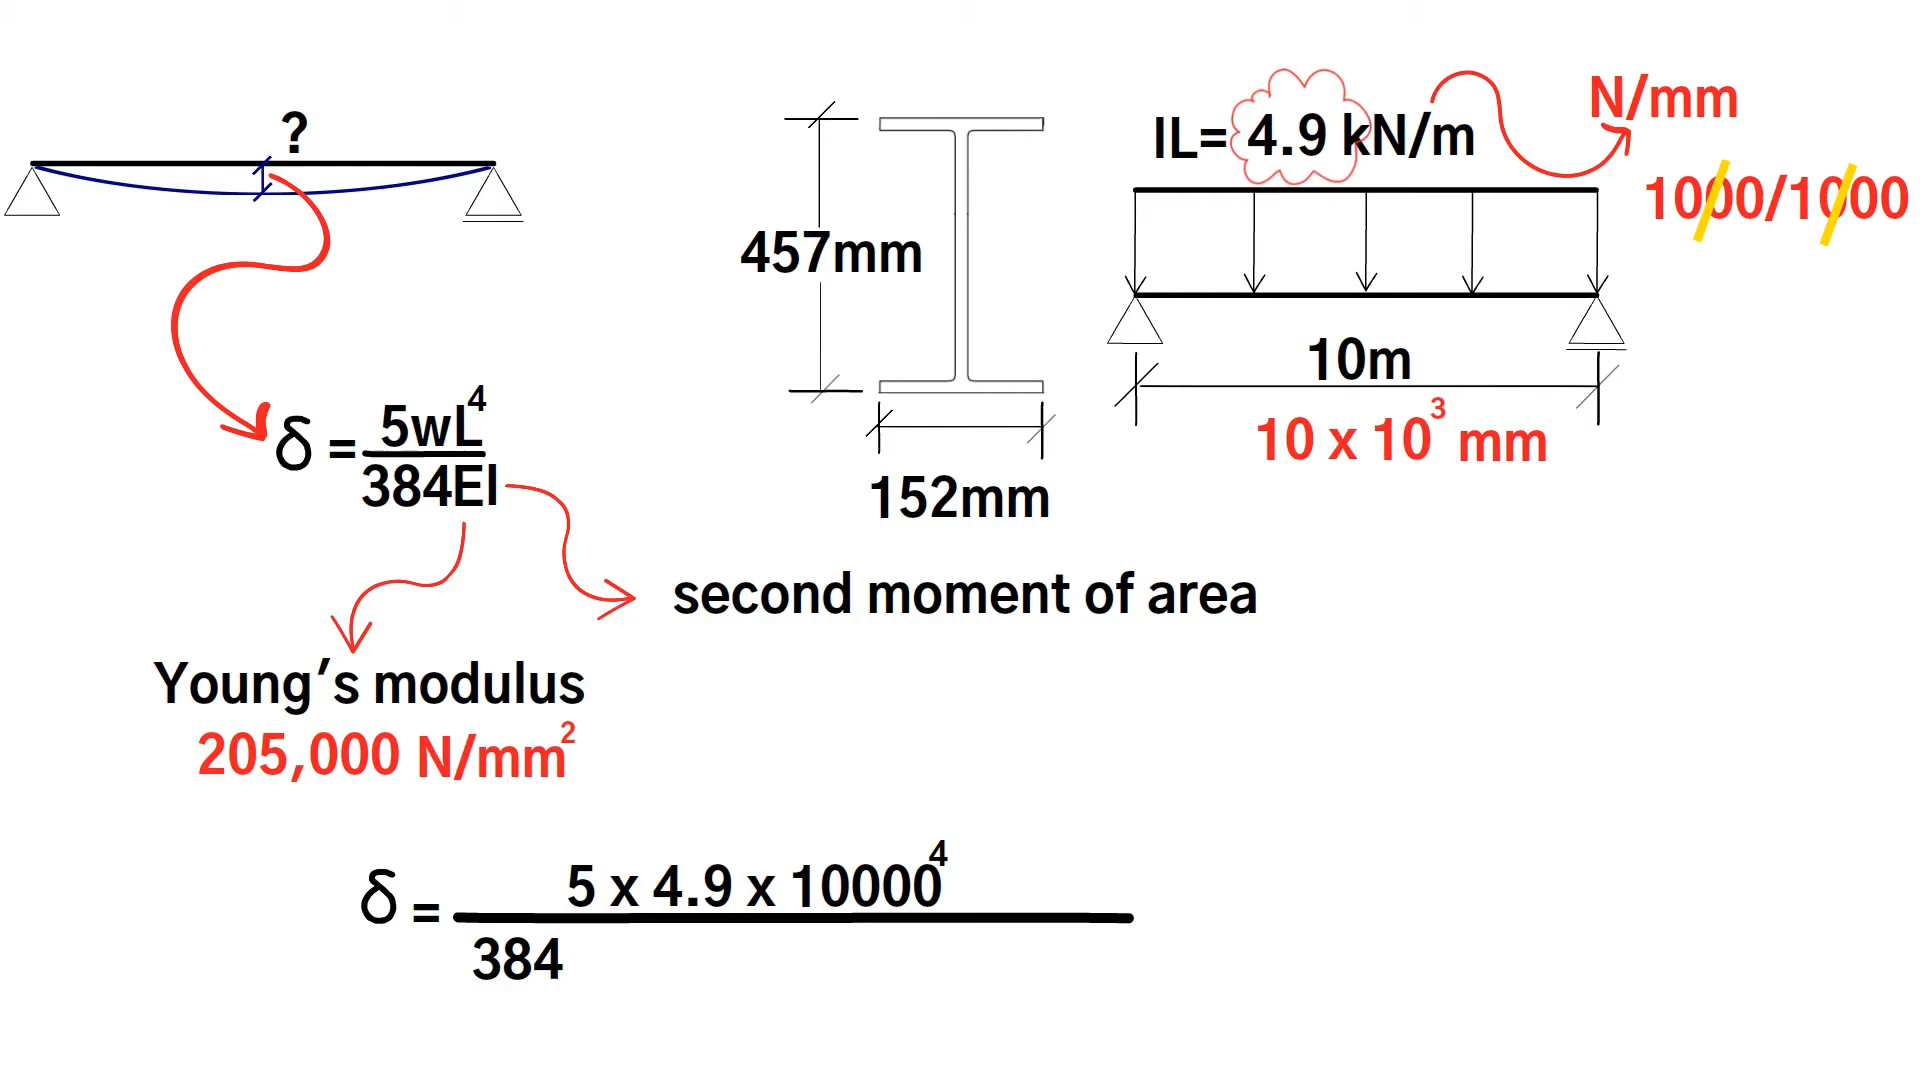 ?
IL= 4.9 kN/m
N/mm
1000/1000
457mm
152mm
10m
10 x 10³ mm
δ = 5wL⁴
384EI
second moment of area
Young's modulus
205,000 N/mm²
δ = 5 x 4.9 x 10000⁴
384